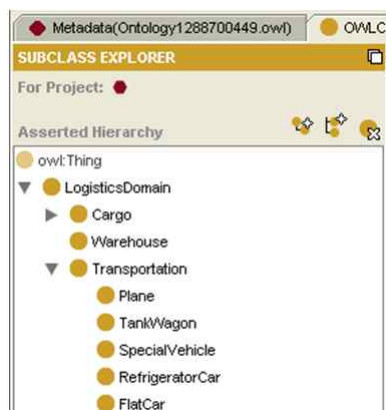 Metadata(Ontology1288700449.owl) OWLC
SUBCLASS EXPLORER
For Project:
Asserted Hierarchy
owl:Thing
LogisticsDomain
Cargo
Warehouse
Transportation
Plane
TankWagon
SpecialVehicle
RefrigeratorCar
FlatCar